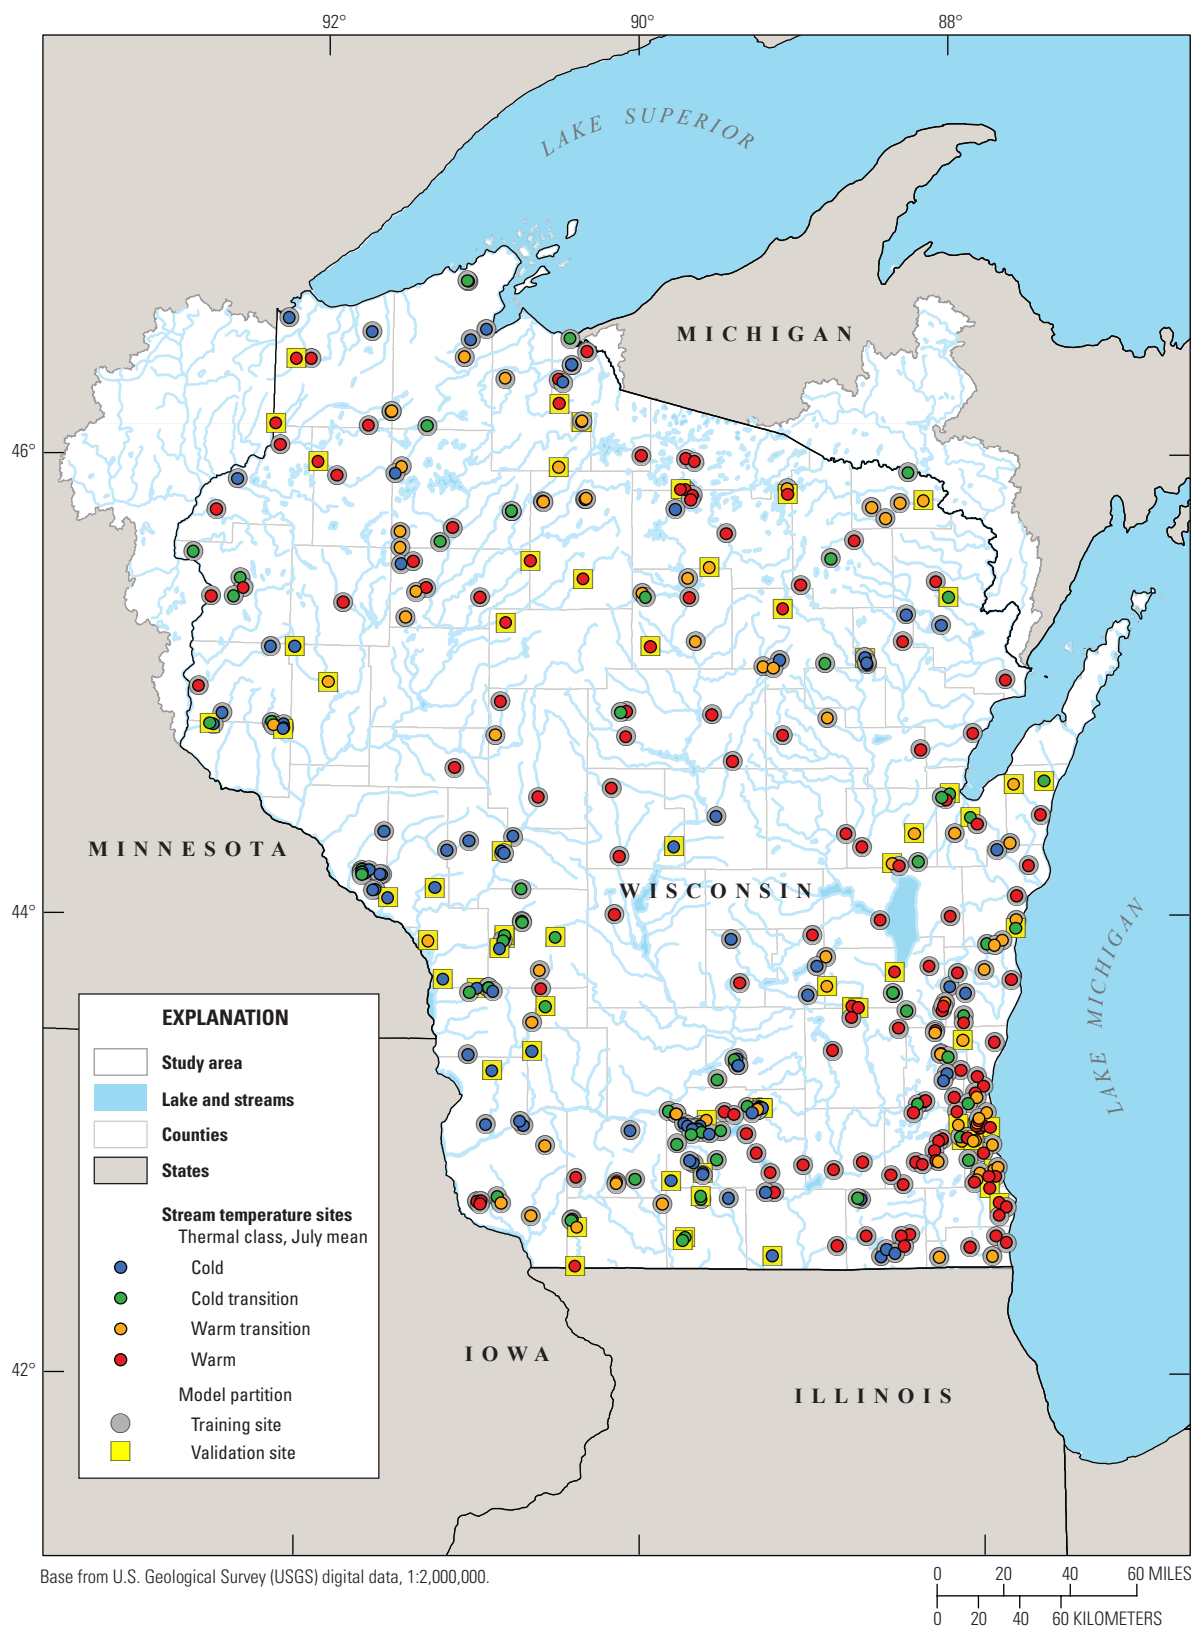 92°
90°
88°
LAKE SUPERIOR
MICHIGAN
46°
MINNESOTA
WISCONSIN
44°
LAKE MICHIGAN
EXPLANATION
Study area
Lake and streams
Counties
States
Stream temperature sites
Thermal class, July mean
Cold
Cold transition
Warm transition
Warm
Model partition
Training site
Validation site
IOWA
42°
ILLINOIS
Base from U.S. Geological Survey (USGS) digital data, 1:2,000,000.
0 20 40 60 MILES
0 20 40 60 KILOMETERS